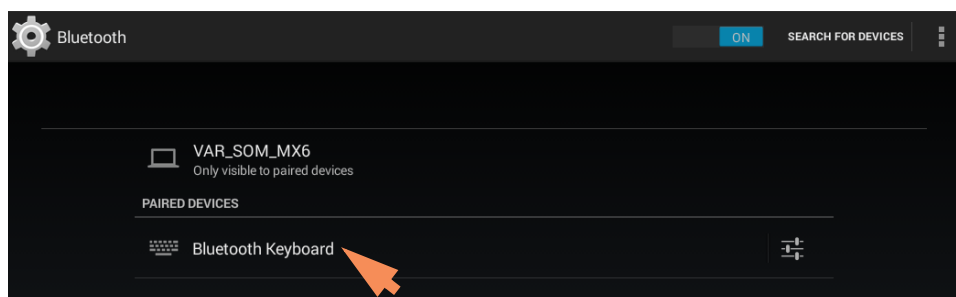 Bluetooth
ON
SEARCH FOR DEVICES
VAR_SOM_MX6
Only visible to paired devices
PAIRED DEVICES
Bluetooth Keyboard